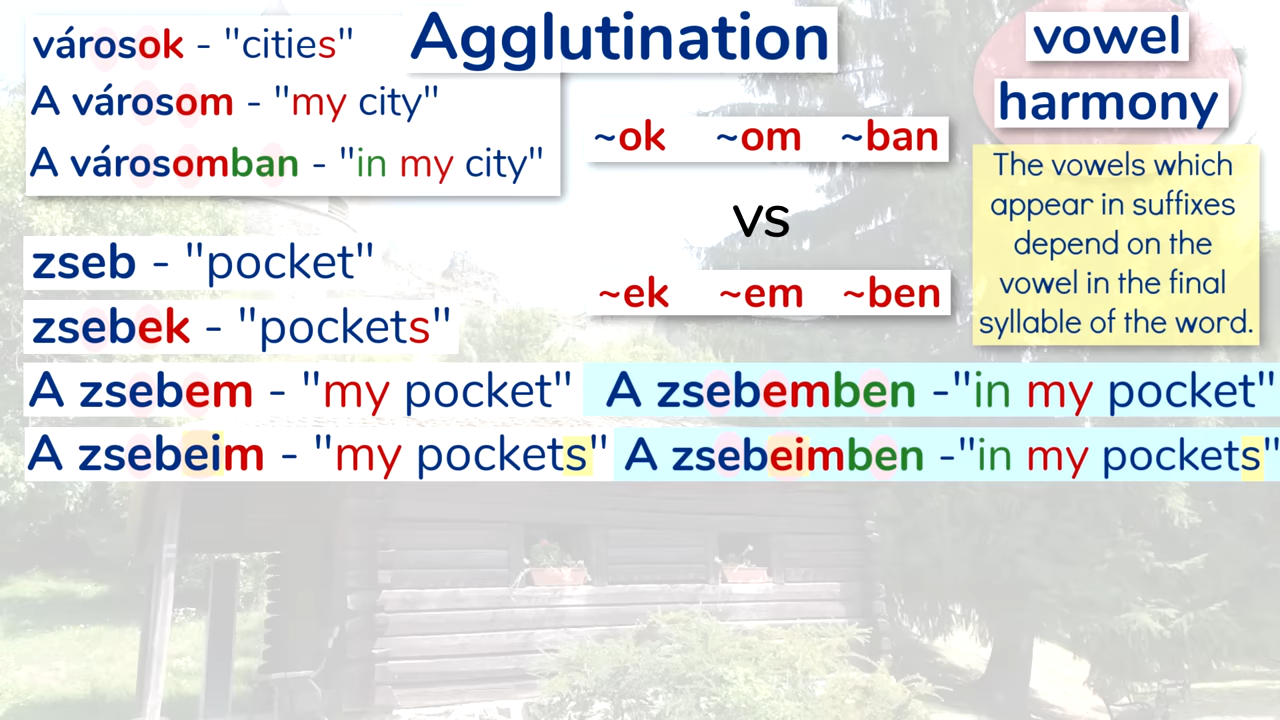 Agglutination
városok - "cities"
A városom - "my city"
A városomban - "in my city"
~ok ~om ~ban
vs
~ek ~em ~ben
vowel
harmony
The vowels which
appear in suffixes
depend on the
vowel in the final
syllable of the word.
zseb - "pocket"
zsebek - "pockets"
A zsebem - "my pocket"
A zsebemben -"in my pocket"
A zsebeim - "my pockets"
A zsebeimben -"in my pockets"